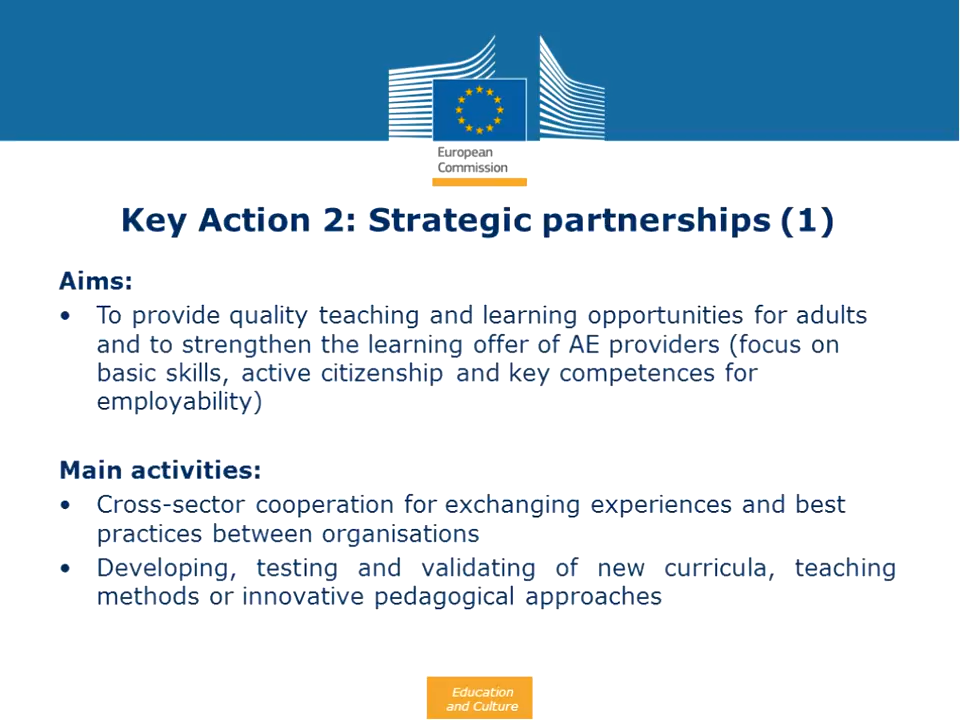 European
Commission
Key Action 2: Strategic partnerships (1)
Aims:
• To provide quality teaching and learning opportunities for adults
and to strengthen the learning offer of AE providers (focus on
basic skills, active citizenship and key competences for
employability)
Main activities:
• Cross-sector cooperation for exchanging experiences and best
practices between organisations
• Developing, testing and validating of new curricula, teaching
methods or innovative pedagogical approaches
Education
and Culture